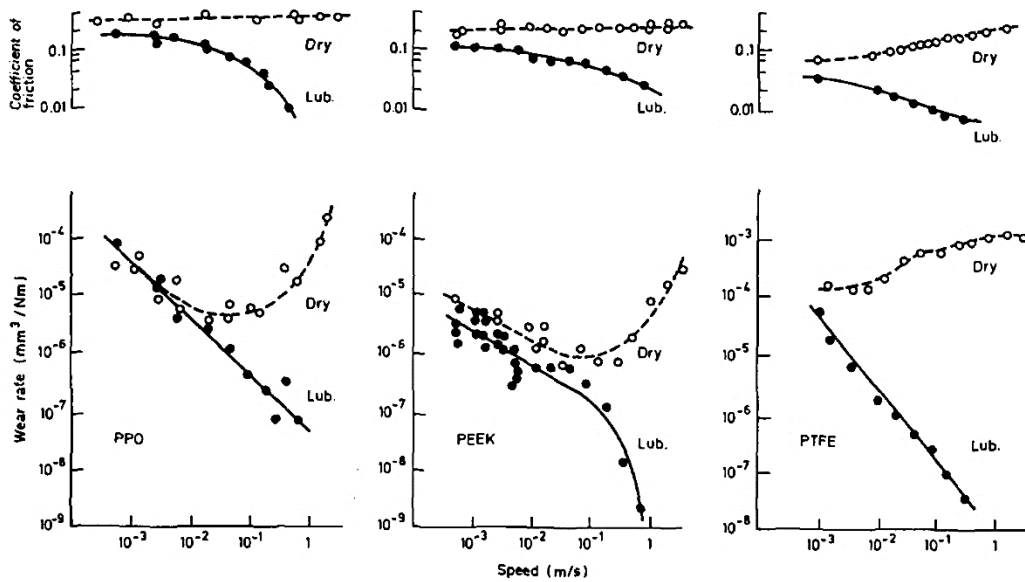 Coefficient of
friction
0.1
0.01
Dry
Lub.
0.1
0.01
Dry
Lub.
0.1
0.01
Dry
Lub.
Wear rate (mm³/Nm)
10⁻⁴
10⁻⁵
10⁻⁶
10⁻⁷
10⁻⁸
10⁻⁹
Dry
Lub.
PPO
10⁻³
10⁻²
10⁻¹
1
10⁻⁴
10⁻⁵
10⁻⁶
10⁻⁷
10⁻⁸
10⁻⁹
Dry
Lub.
PEEK
10⁻³
10⁻²
10⁻¹
1
10⁻³
10⁻⁴
10⁻⁵
10⁻⁶
10⁻⁷
10⁻⁸
Dry
Lub.
PTFE
10⁻³
10⁻²
10⁻¹
1
Speed (m/s)